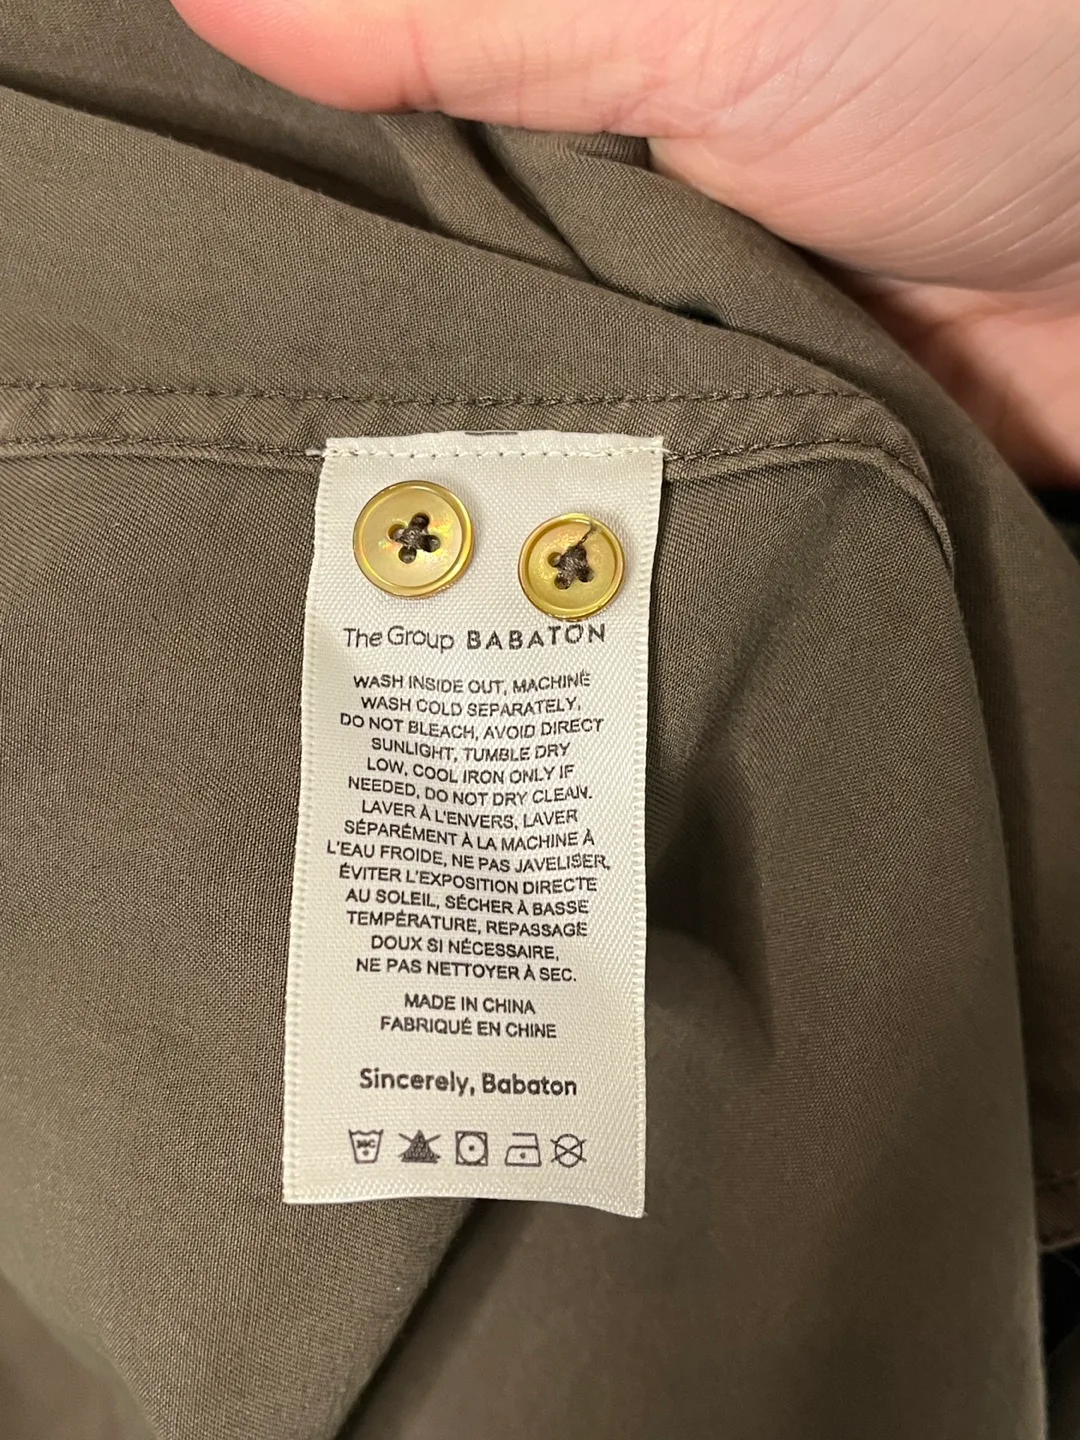 The Group BABATON
WASH INSIDE OUT, MACHINE
WASH COLD SEPARATELY,
DO NOT BLEACH, AVOID DIRECT
SUNLIGHT, TUMBLE DRY
LOW, COOL IRON ONLY IF
NEEDED, DO NOT DRY CLEAN.
LAVER À L'ENVERS, LAVER
SÉPARÉMENT À LA MACHINE À
L'EAU FROIDE, NE PAS JAVELISER,
ÉVITER L'EXPOSITION DIRECTE
AU SOLEIL, SÉCHER À BASSE
TEMPÉRATURE, REPASSAGE
DOUX SI NÉCESSAIRE,
NE PAS NETTOYER À SEC.
MADE IN CHINA
FABRIQUÉ EN CHINE
Sincerely, Babaton
30C